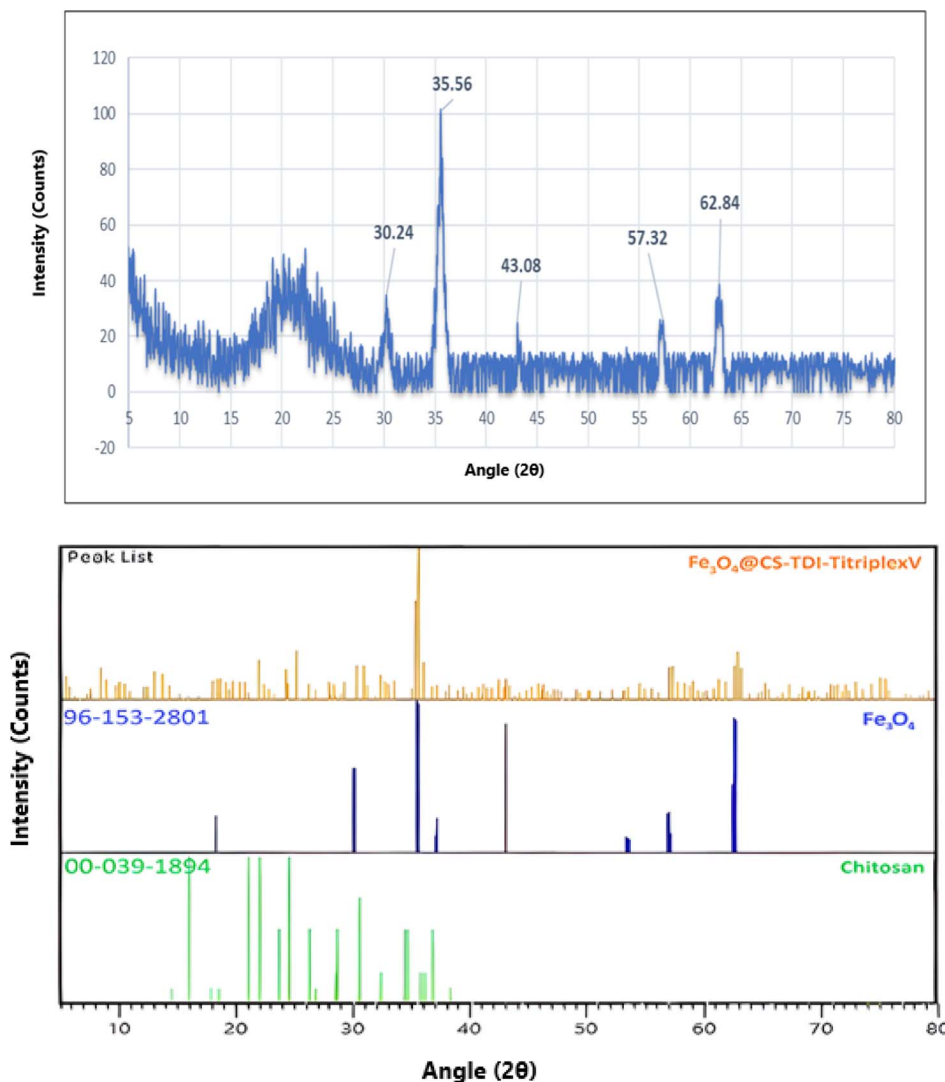 120
100
80
60
40
20
0
-20
Intensity (Counts)
35.56
30.24
43.08
57.32
62.84
5 10 15 20 25 30 35 40 45 50 55 60 65 70 75 80
Angle (2θ)
Peak List
Fe₃O₄@CS-TDI-TitriplexV
96-153-2801
Fe₃O₄
00-039-1894
Chitosan
Intensity (Counts)
10 20 30 40 50 60 70 80
Angle (2θ)